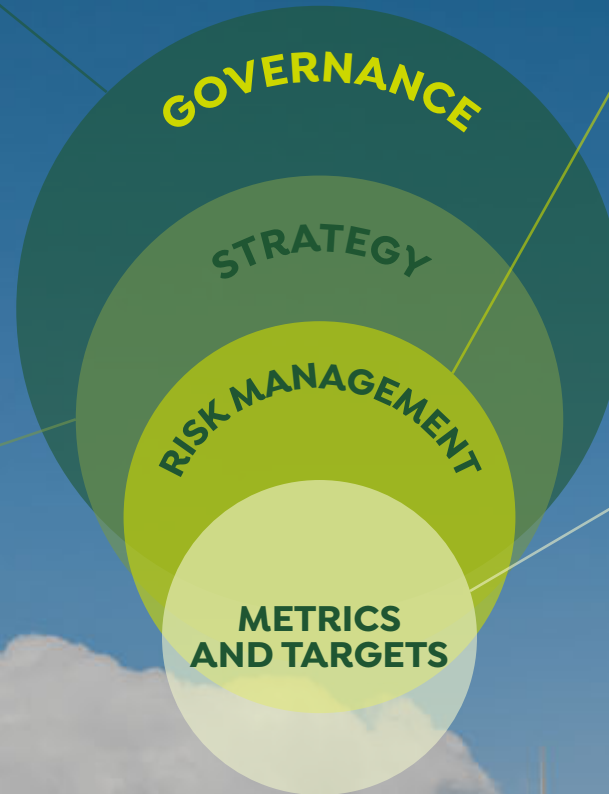 GOVERNANCE
STRATEGY
RISK MANAGEMENT
METRICS
AND TARGETS